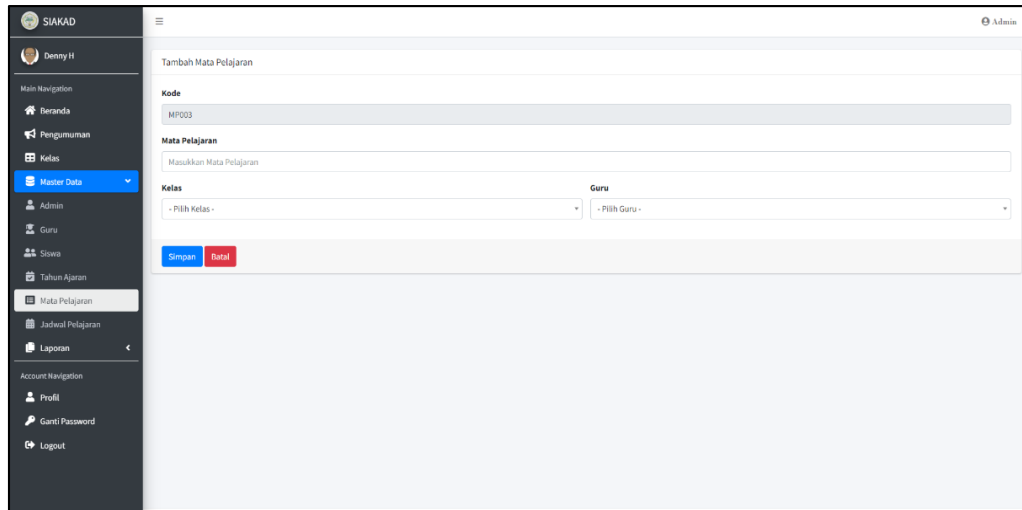 SIAKAD
Admin
Denny H
Main Navigation
Beranda
Pengumuman
Kelas
Master Data
Admin
Guru
Siswa
Tahun Ajaran
Mata Pelajaran
Jadwal Pelajaran
Laporan
Account Navigation
Profil
Ganti Password
Logout
Tambah Mata Pelajaran
Kode
MP003
Mata Pelajaran
Masukkan Mata Pelajaran
Kelas Guru
- Pilih Kelas - - Pilih Guru -
Simpan Batal